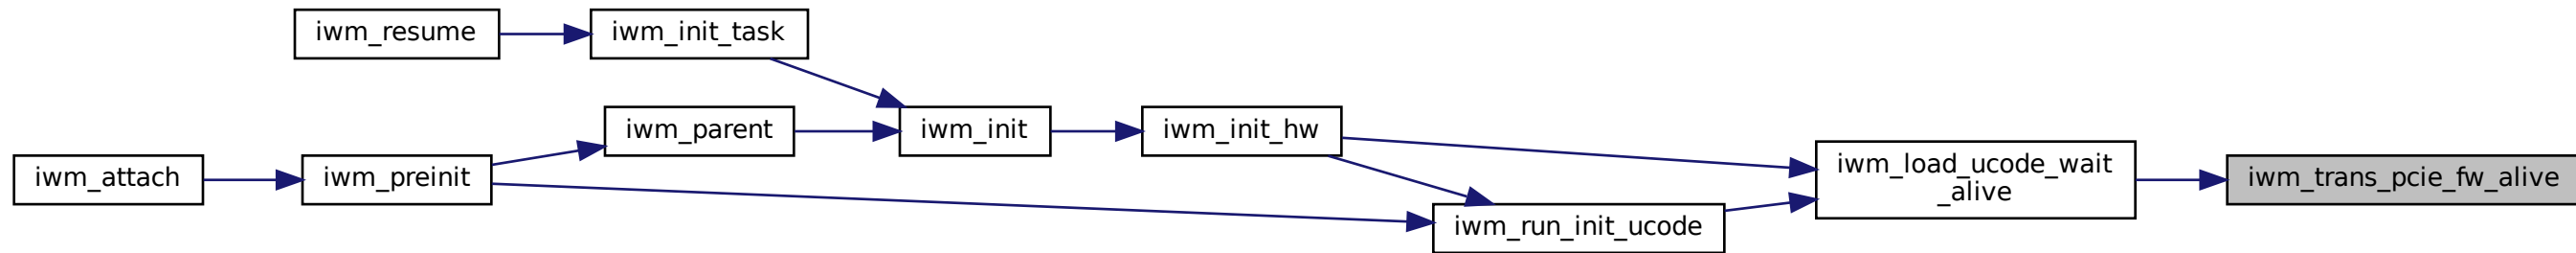 iwm_resume
iwm_init_task
iwm_parent
iwm_init
iwm_init_hw
iwm_attach
iwm_preinit
iwm_load_ucode_wait
_alive
iwm_trans_pcie_fw_alive
iwm_run_init_ucode